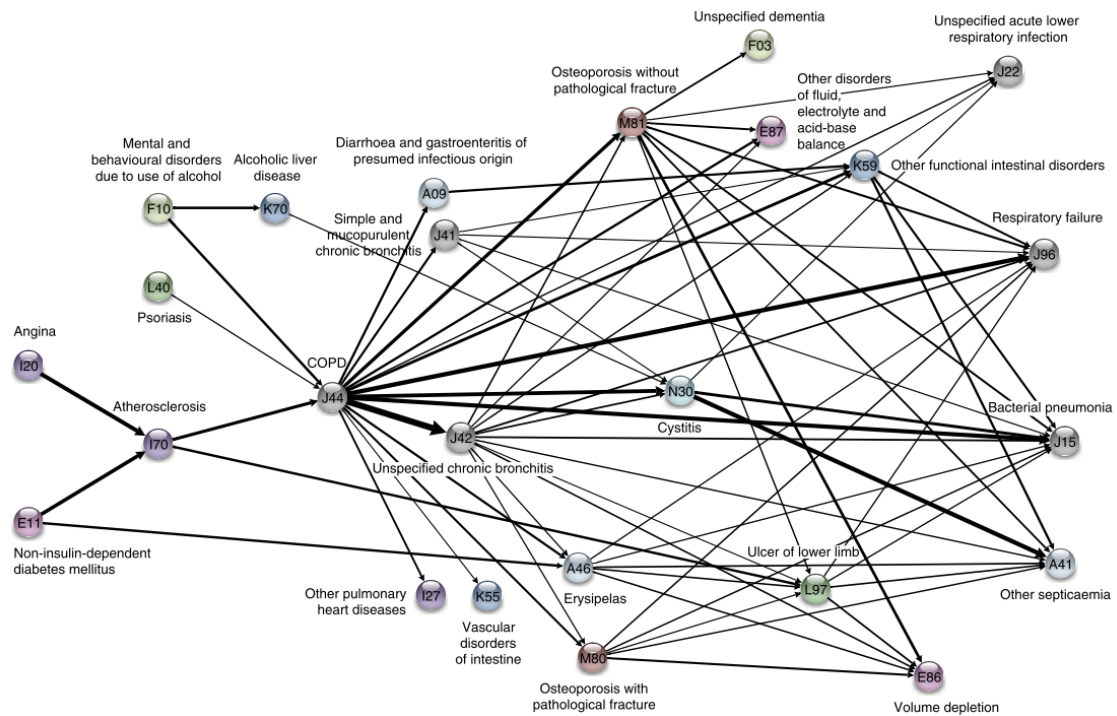 Unspecified dementia
F03
Unspecified acute lower
respiratory infection
J22
Osteoporosis without
pathological fracture
M81
Other disorders
of fluid,
electrolyte and
acid-base
balance
E87
Mental and
behavioural disorders
due to use of alcohol
F10
Alcoholic liver
disease
K70
Diarrhoea and gastroenteritis of
presumed infectious origin
A09
K59
Other functional intestinal disorders
Simple and
mucopurulent
chronic bronchitis
J41
Respiratory failure
J96
L40
Psoriasis
Angina
I20
COPD
J44
N30
Cystitis
Atherosclerosis
I70
J42
Unspecified chronic bronchitis
Bacterial pneumonia
J15
E11
Non-insulin-dependent
diabetes mellitus
A46
Erysipelas
Ulcer of lower limb
L97
A41
Other septicaemia
Other pulmonary
heart diseases
I27
K55
Vascular
disorders
of intestine
M80
Osteoporosis with
pathological fracture
E86
Volume depletion